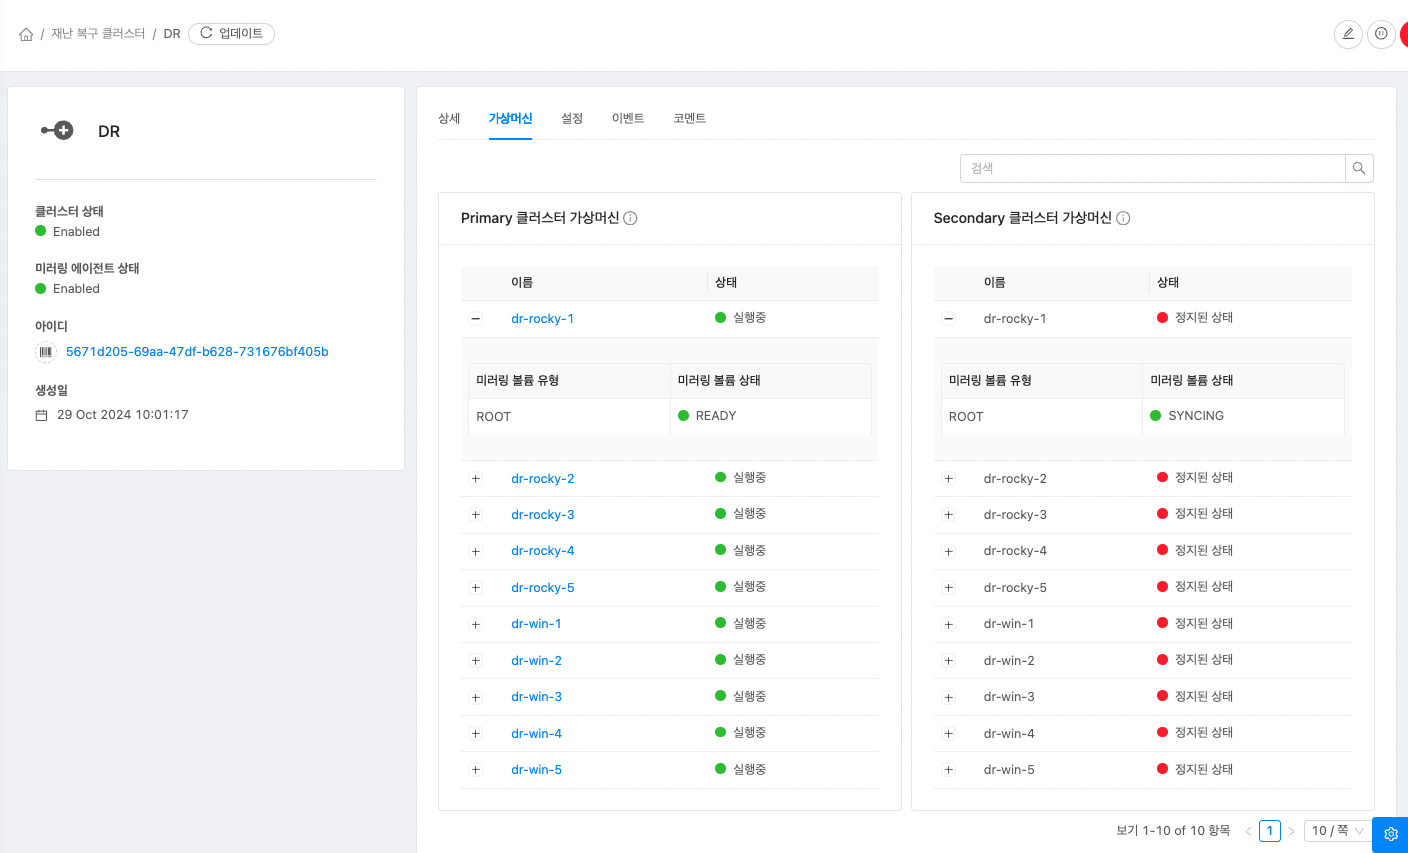 / 재난 복구 클러스터 / DR 업데이트
DR
클러스터 상태
Enabled
미러링 에이전트 상태
Enabled
아이디
5671d205-69aa-47df-b628-731676bf405b
생성일
29 Oct 2024 10:01:17
상세 가상머신 설정 이벤트 코멘트
검색
Primary 클러스터 가상머신
이름 상태
dr-rocky-1 실행중
미러링 볼륨 유형 미러링 볼륨 상태
ROOT READY
dr-rocky-2 실행중
dr-rocky-3 실행중
dr-rocky-4 실행중
dr-rocky-5 실행중
dr-win-1 실행중
dr-win-2 실행중
dr-win-3 실행중
dr-win-4 실행중
dr-win-5 실행중
Secondary 클러스터 가상머신
이름 상태
dr-rocky-1 정지된 상태
미러링 볼륨 유형 미러링 볼륨 상태
ROOT SYNCING
dr-rocky-2 정지된 상태
dr-rocky-3 정지된 상태
dr-rocky-4 정지된 상태
dr-rocky-5 정지된 상태
dr-win-1 정지된 상태
dr-win-2 정지된 상태
dr-win-3 정지된 상태
dr-win-4 정지된 상태
dr-win-5 정지된 상태
보기 1-10 of 10 항목 < 1 > 10 / 쪽